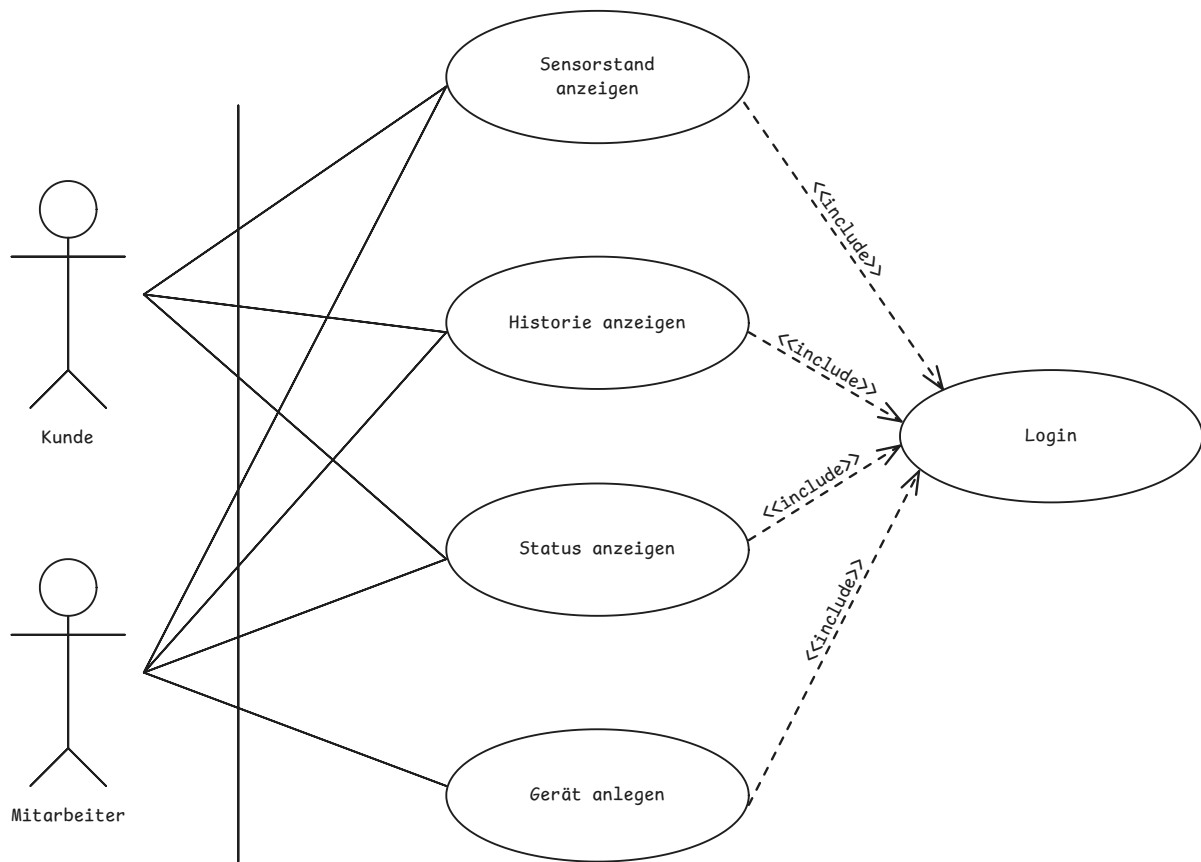 Sensorstand
anzeigen
<<include>>
Historie anzeigen
<<include>>
Kunde
Login
<<include>>
Status anzeigen
<<include>>
Gerät anlegen
Mitarbeiter